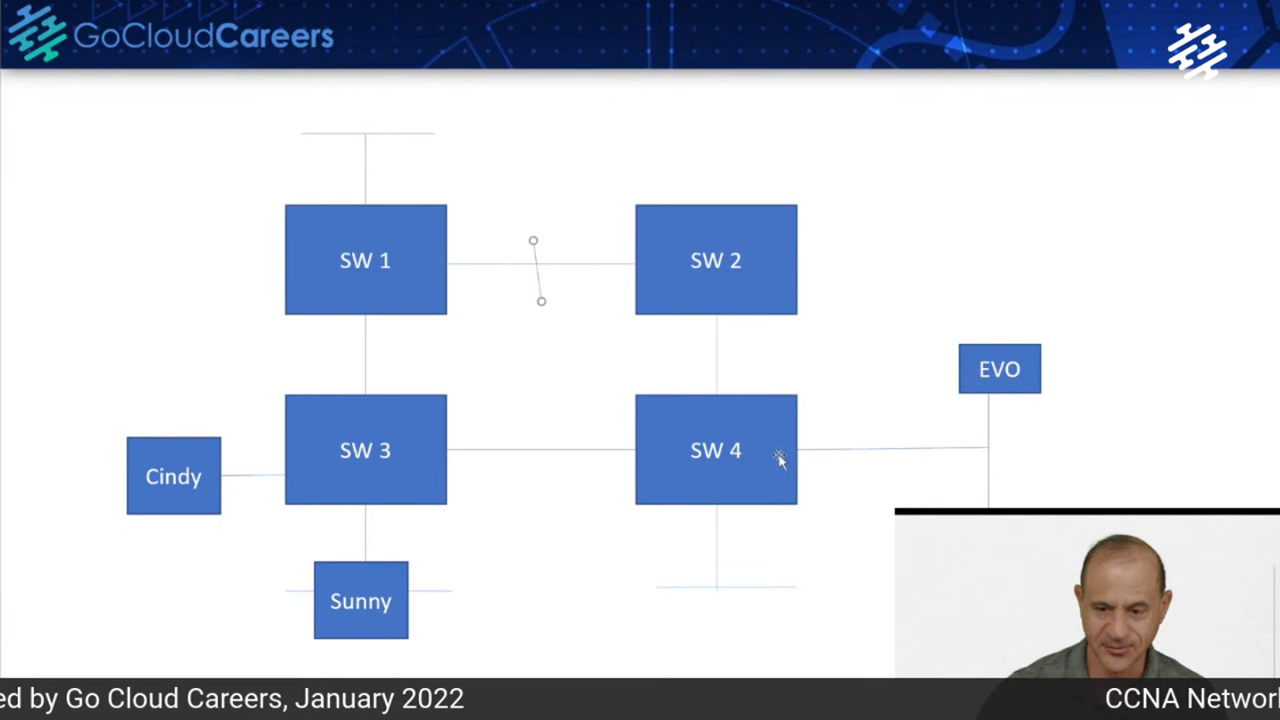 GoCloudCareers
SW 1
SW 2
EVO
SW 3
SW 4
Cindy
Sunny
ed by Go Cloud Careers, January 2022
CCNA Networ